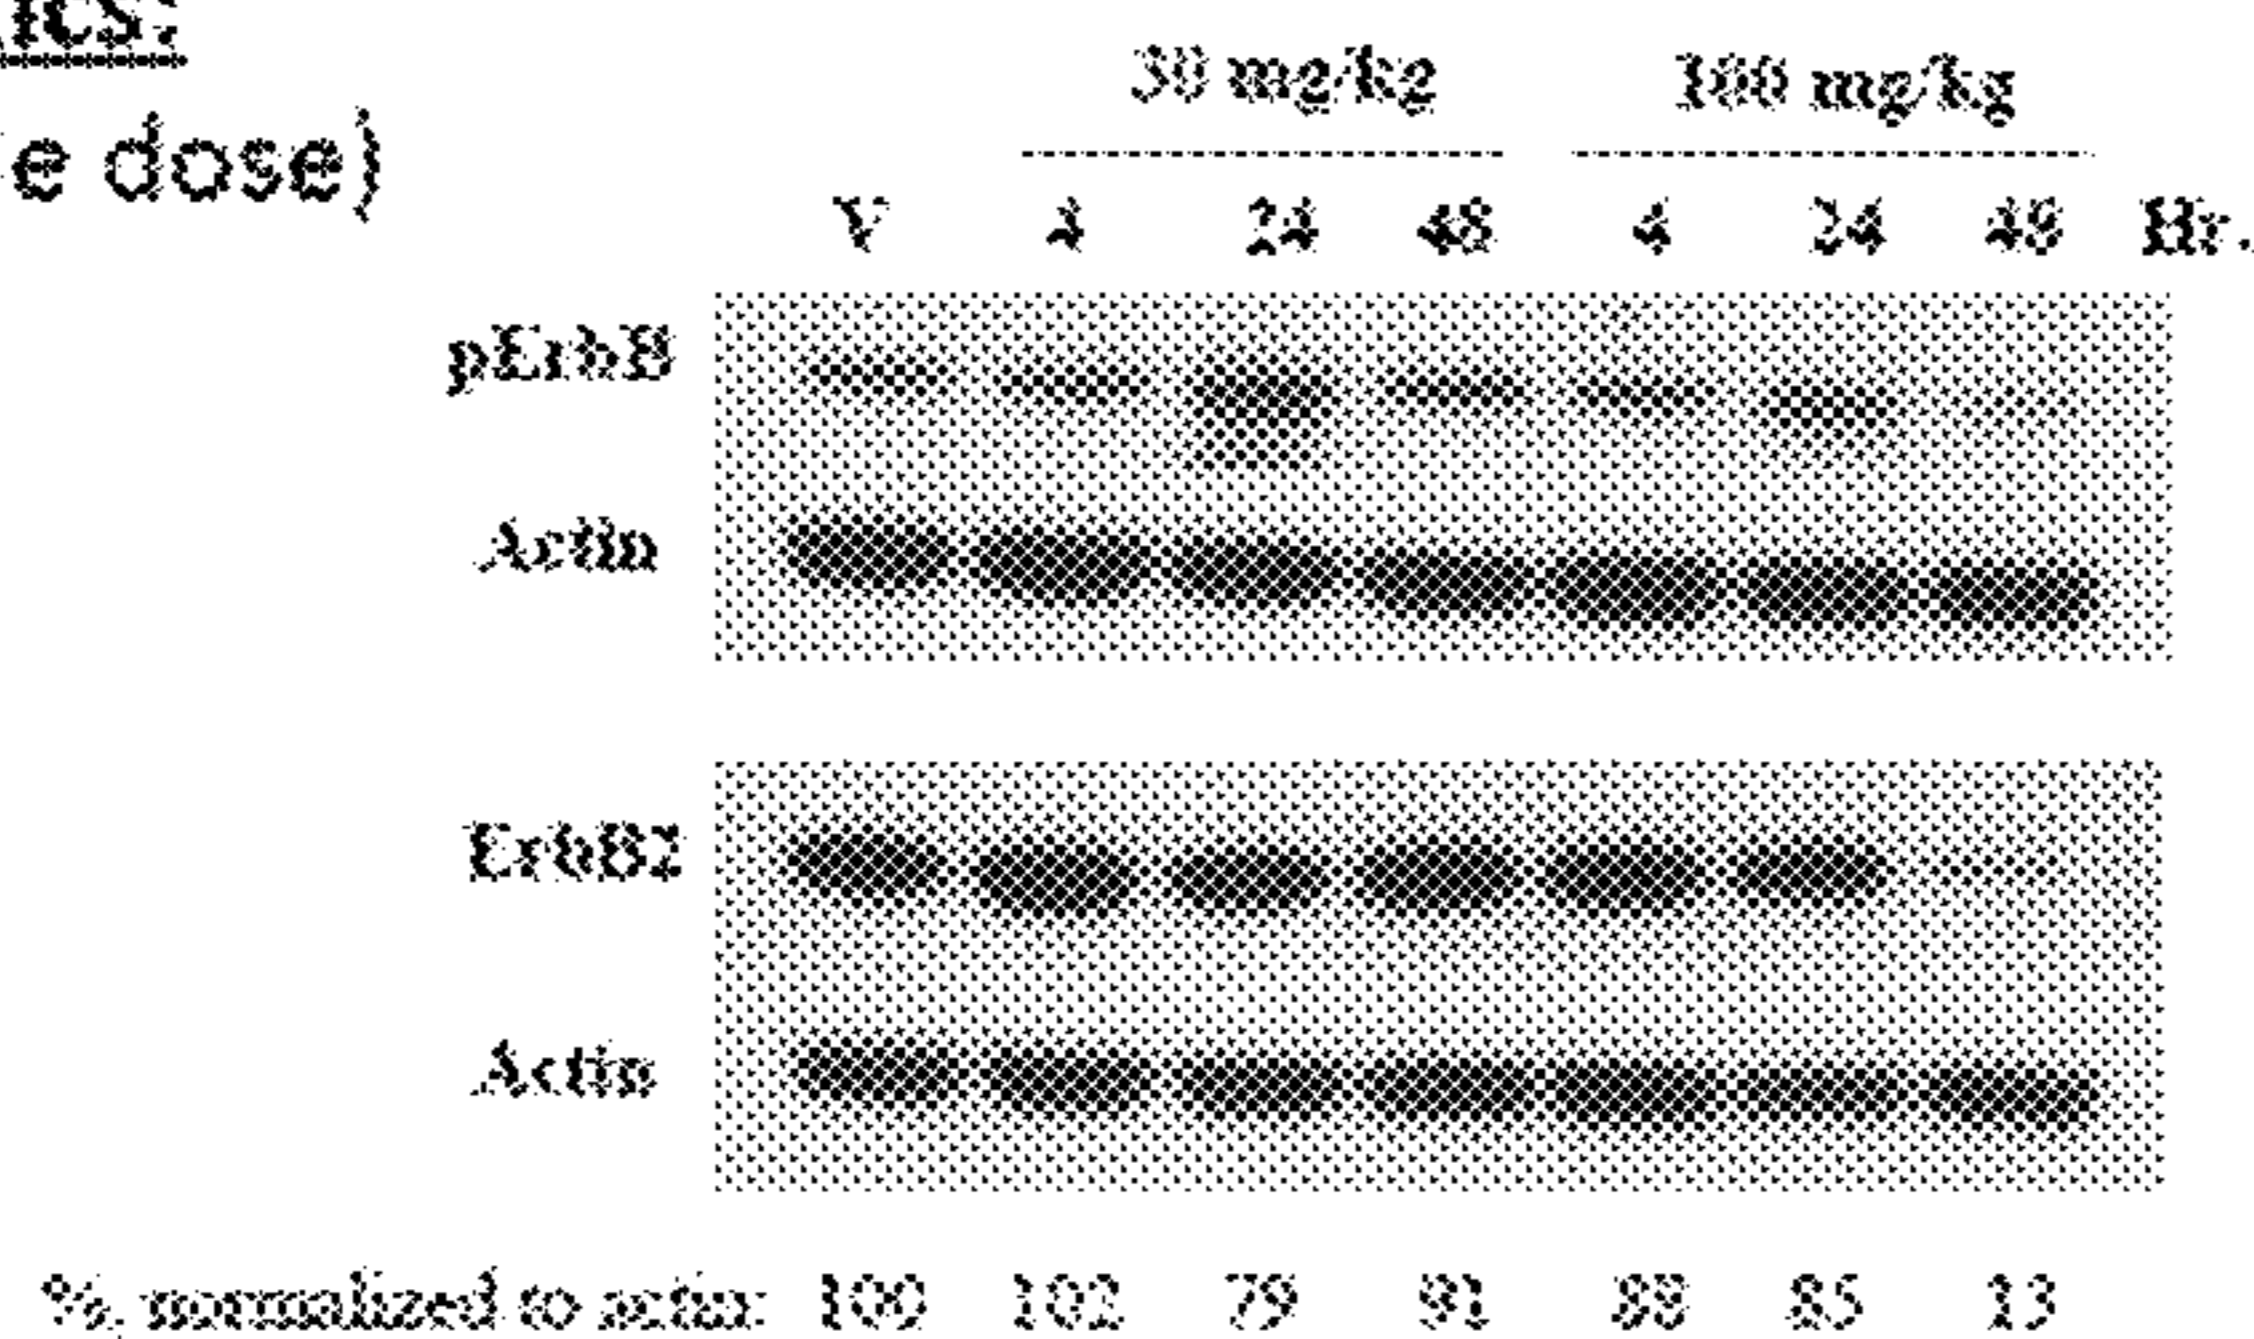 30 mg/kg 100 mg/kg
e dose)
V 4 24 48 4 24 48 Hr.
pErbB
Actin
ErbB2
Actin
% normalized to actin: 100 102 79 91 88 85 13